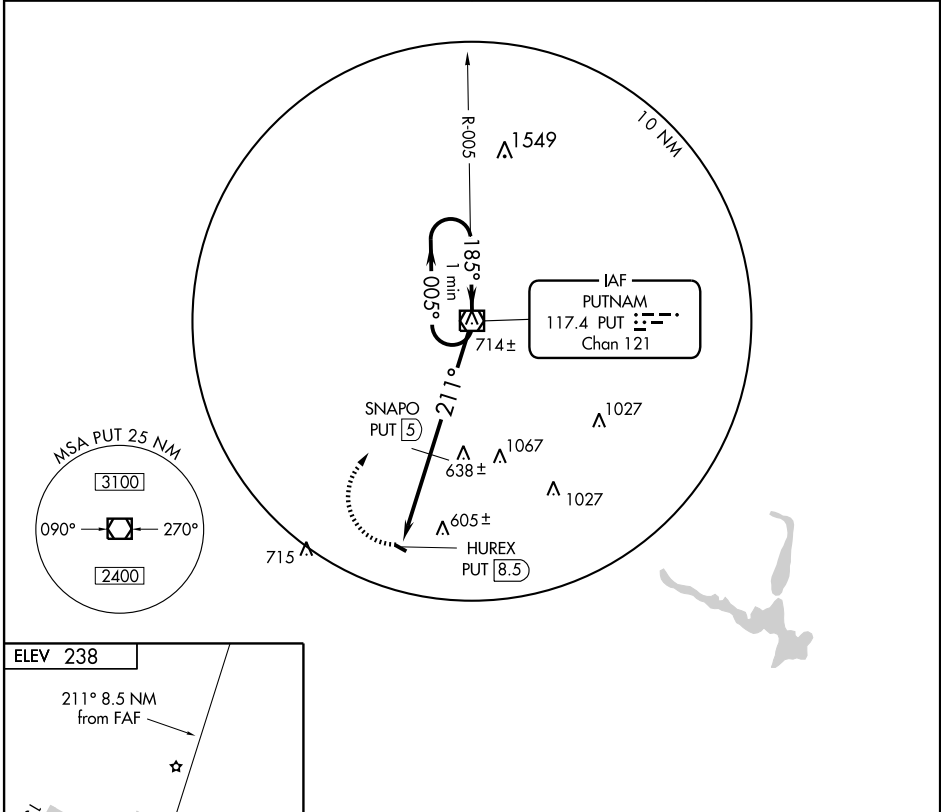 10 NM
R-005
1549
185°
1 min
005°
IAF
PUTNAM
117.4 PUT
Chan 121
714±
211°
SNAPO
PUT 5
1027
1067
638±
1027
MSA PUT 25 NM
3100
090°
270°
2400
605±
715
HUREX
PUT 8.5
ELEV 238
211° 8.5 NM
from FAF